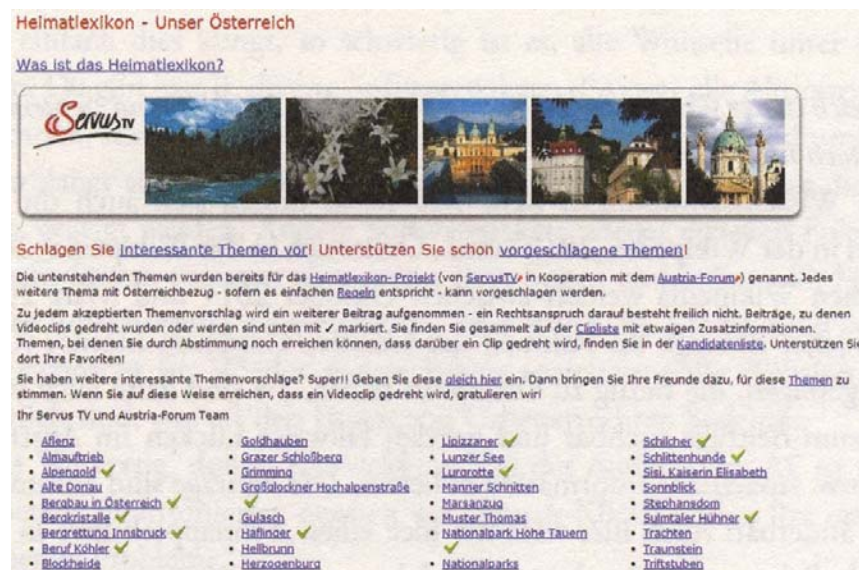 Heimatlexikon - Unser Österreich
Was ist das Heimatlexikon?
Servus TV
Schlagen Sie interessante Themen vor! Unterstützen Sie schon vorgeschlagene Themen!
Die untenstehenden Themen wurden bereits für das Heimatlexikon- Projekt (von ServusTV in Kooperation mit dem Austria-Forum) genannt. Jedes
weitere Thema mit Österreichbezug - sofern es einfachen Regeln entspricht - kann vorgeschlagen werden.
Zu jedem akzeptierten Themenvorschlag wird ein weiterer Beitrag aufgenommen - ein Rechtsanspruch darauf besteht freilich nicht. Beiträge, zu denen
Videoclips gedreht wurden oder werden sind unten mit ✓ markiert. Sie finden Sie gesammelt auf der Clipliste mit etwaigen Zusatzinformationen.
Themen, bei denen Sie durch Abstimmung noch erreichen können, dass darüber ein Clip gedreht wird, finden Sie in der Kandidatenliste. Unterstützen Sie
dort Ihre Favoriten!
Sie haben weitere interessante Themenvorschläge? Super!! Geben Sie diese gleich hier ein. Dann bringen Sie Ihre Freunde dazu, für diese Themen zu
stimmen. Wenn Sie auf diese Weise erreichen, dass ein Videoclip gedreht wird, gratulieren wir!
Ihr Servus TV und Austria-Forum Team
• Aflenz
• Almauftrieb
• Alpengold ✓
• Alte Donau
• Bergbau in Österreich ✓
• Bergkristalle ✓
• Bergrettung Innsbruck ✓
• Beruf Köhler ✓
• Blockheide
• Goldhauben
• Grazer Schloßberg
• Grimming
• Großglockner Hochalpenstraße
✓
• Gulasch
• Haflinger ✓
• Hellbrunn
• Herzogenburg
• Lipizzaner ✓
• Lunzer See
• Lurgrotte ✓
• Manner Schnitten
• Marsanzug
• Muster Thomas
• Nationalpark Hohe Tauern
✓
• Nationalparks
• Schilcher ✓
• Schlittenhunde ✓
• Sisi, Kaiserin Elisabeth
• Sonnblick
• Stephansdom
• Sulmtaler Hühner ✓
• Trachten
• Traunstein
• Triftstuben